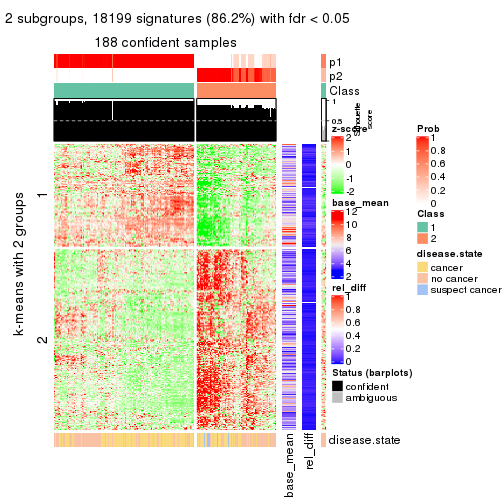 2 subgroups, 18199 signatures (86.2%) with fdr < 0.05
188 confident samples
p1
p2
Class
1
0.5
0
Silhouette
score
k-means with 2 groups
1
2
z-score
2
1
0
-1
-2
base_mean
12
10
8
6
4
2
rel_diff
1
0.8
0.6
0.4
0.2
0
Status (barplots)
confident
ambiguous
Prob
1
0.8
0.6
0.4
0.2
0
Class
1
2
disease.state
cancer
no cancer
suspect cancer
disease.state
base_mean
rel_diff